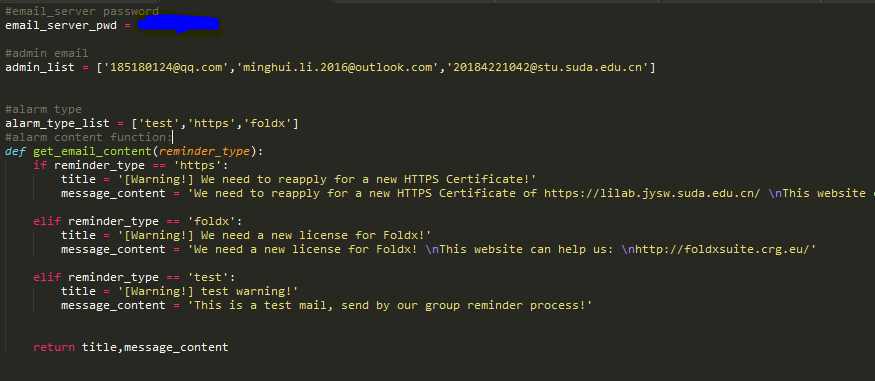 #email_server password
email_server_pwd =
#admin email
admin_list = ['185180124@qq.com','minghui.li.2016@outlook.com','20184221042@stu.suda.edu.cn']
#alarm type
alarm_type_list = ['test','https','foldx']
#alarm content function:
def get_email_content(reminder_type):
if reminder_type == 'https':
title = '[Warning!] We need to reapply for a new HTTPS Certificate!'
message_content = 'We need to reapply for a new HTTPS Certificate of https://lilab.jysw.suda.edu.cn/ \nThis website
elif reminder_type == 'foldx':
title = '[Warning!] We need a new license for Foldx!'
message_content = 'We need a new license for Foldx! \nThis website can help us: \nhttp://foldxsuite.crg.eu/'
elif reminder_type == 'test':
title = '[Warning!] test warning!'
message_content = 'This is a test mail, send by our group reminder process!'
return title,message_content